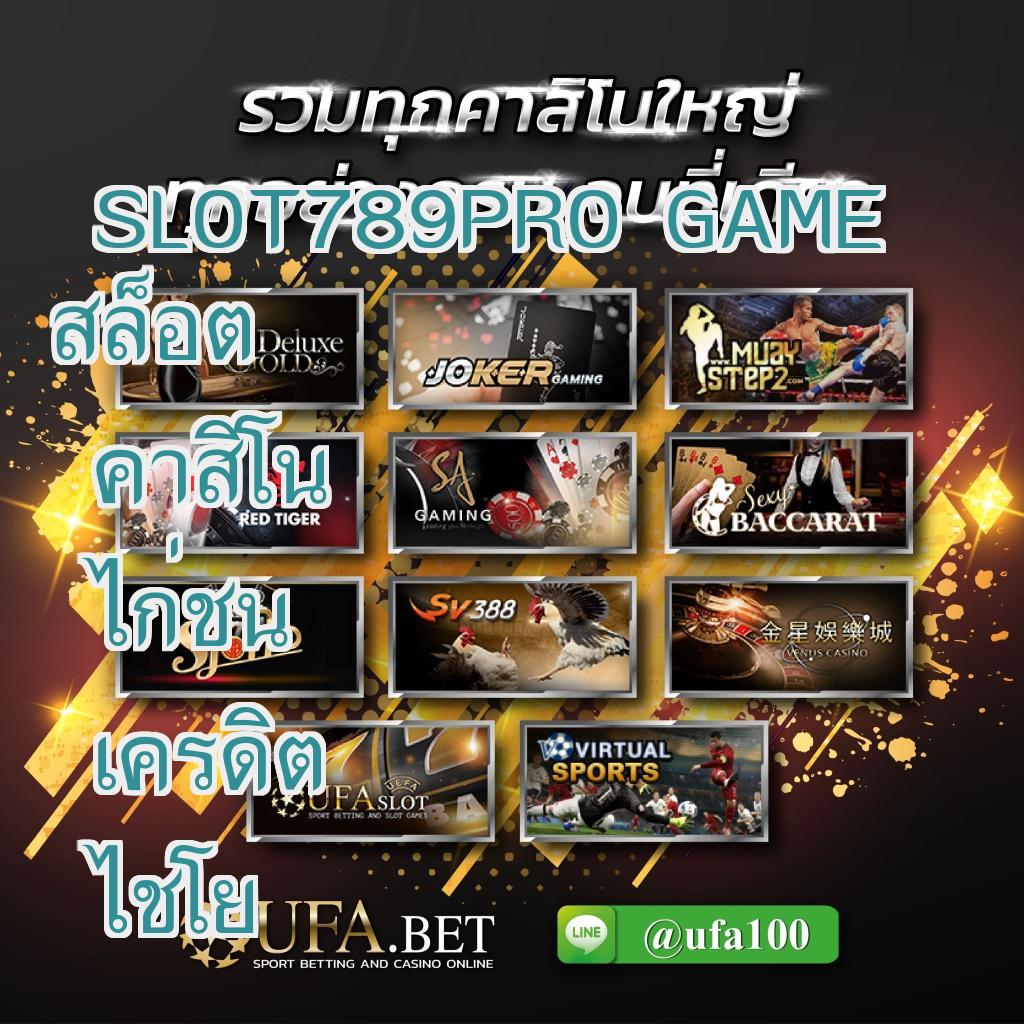 รวมทุกคาสิโนใหญ่
SLOT789PRO GAME
สล็อต
Deluxe
JOKER GAMING
WWW.MUAY
STEP2.COM
คาสิโน
RED TIGER
SA
GAMING
Sexy
BACCARAT
ไก่ชน
SV388
金星娛樂城
VENUS CASINO
เครดิต
UEFA
UFA SLOT
SPORT BETTING AND SLOT GAMES
VIRTUAL
SPORTS
ไชโย
UFA.BET
SPORT BETTING AND CASINO ONLINE
LINE
@ufa100